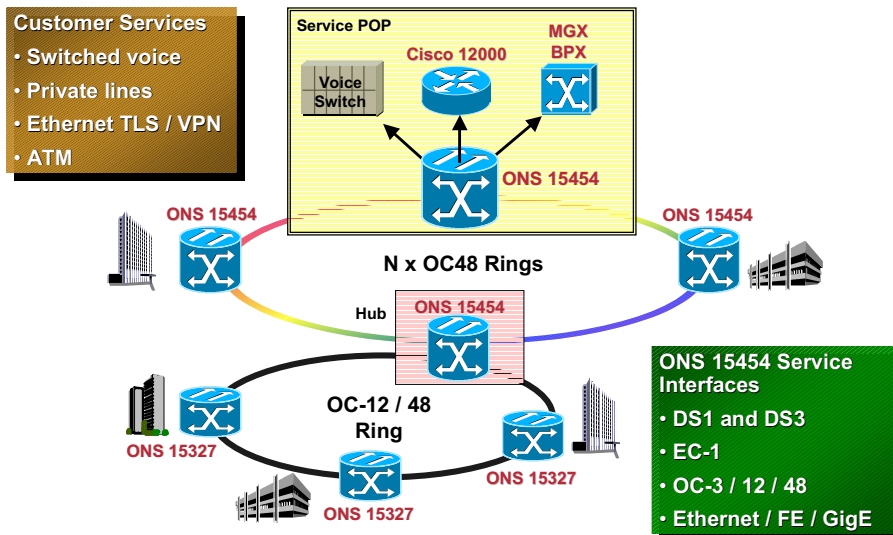 Customer Services
• Switched voice
• Private lines
• Ethernet TLS / VPN
• ATM
Service POP
Cisco 12000
MGX
BPX
Voice
Switch
ONS 15454
ONS 15454
ONS 15454
N x OC48 Rings
Hub
ONS 15454
OC-12 / 48
Ring
ONS 15327
ONS 15327
ONS 15327
ONS 15454 Service
Interfaces
• DS1 and DS3
• EC-1
• OC-3 / 12 / 48
• Ethernet / FE / GigE